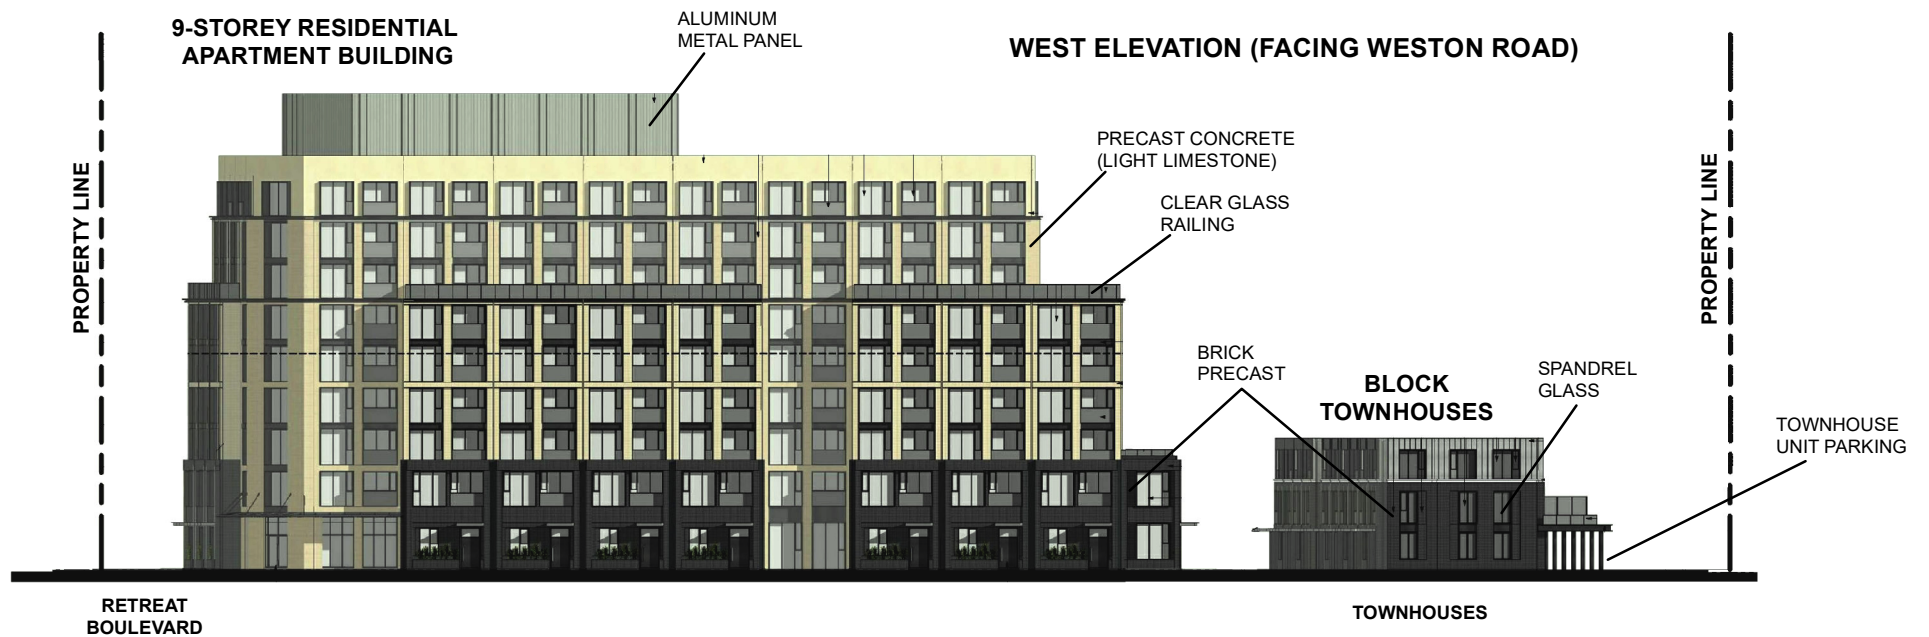 9-STOREY RESIDENTIAL
APARTMENT BUILDING
ALUMINUM
METAL PANEL
WEST ELEVATION (FACING WESTON ROAD)
PROPERTY LINE
PRECAST CONCRETE
(LIGHT LIMESTONE)
CLEAR GLASS
RAILING
PROPERTY LINE
BRICK
PRECAST
BLOCK
TOWNHOUSES
SPANDREL
GLASS
TOWNHOUSE
UNIT PARKING
RETREAT
BOULEVARD
TOWNHOUSES